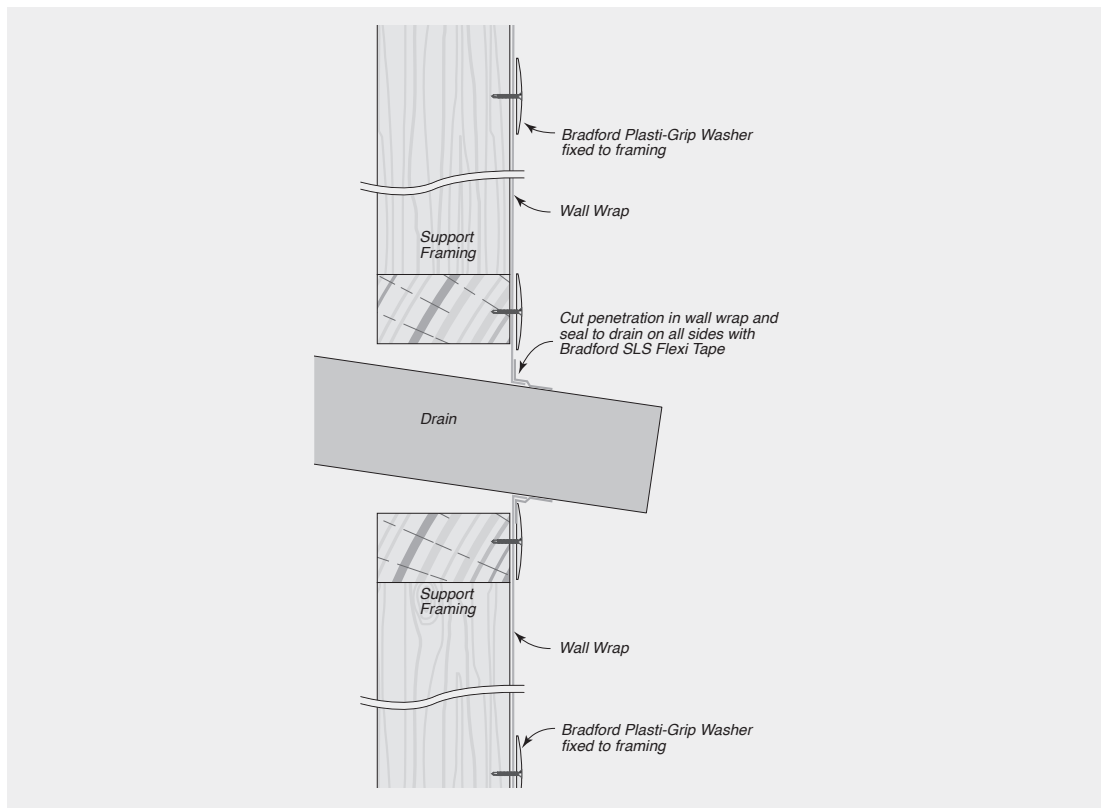 Bradford Plasti-Grip Washer
fixed to framing
Wall Wrap
Support
Framing
Cut penetration in wall wrap and
seal to drain on all sides with
Bradford SLS Flexi Tape
Drain
Support
Framing
Wall Wrap
Bradford Plasti-Grip Washer
fixed to framing